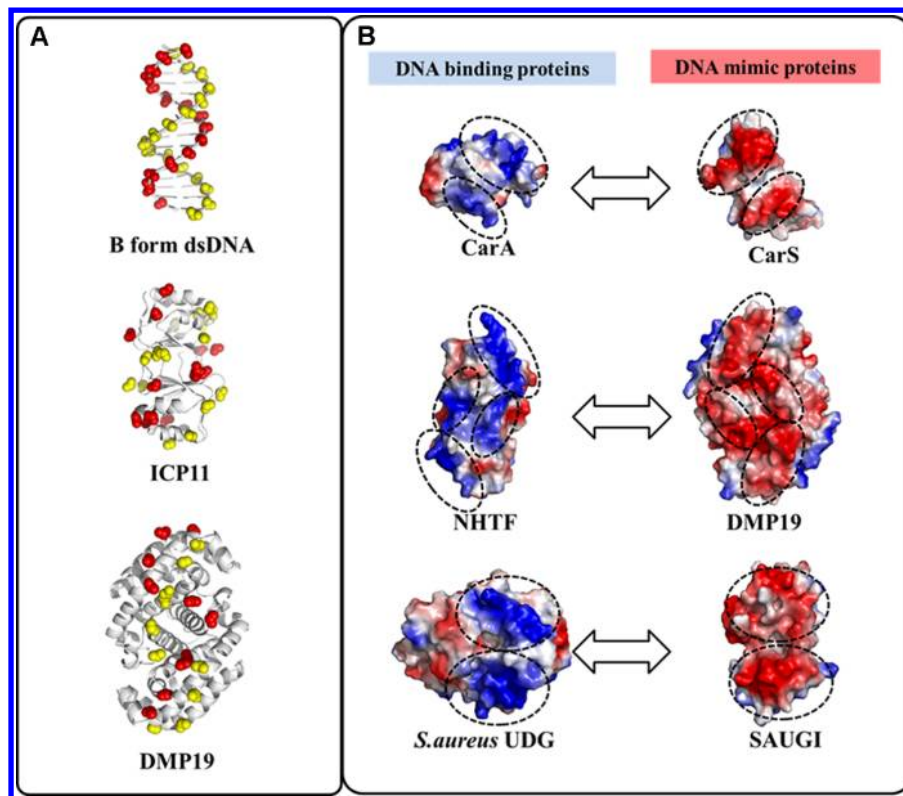 A
B form dsDNA
ICP11
DMP19
B
DNA binding proteins
DNA mimic proteins
CarA
CarS
NHTF
DMP19
S.aureus UDG
SAUGI